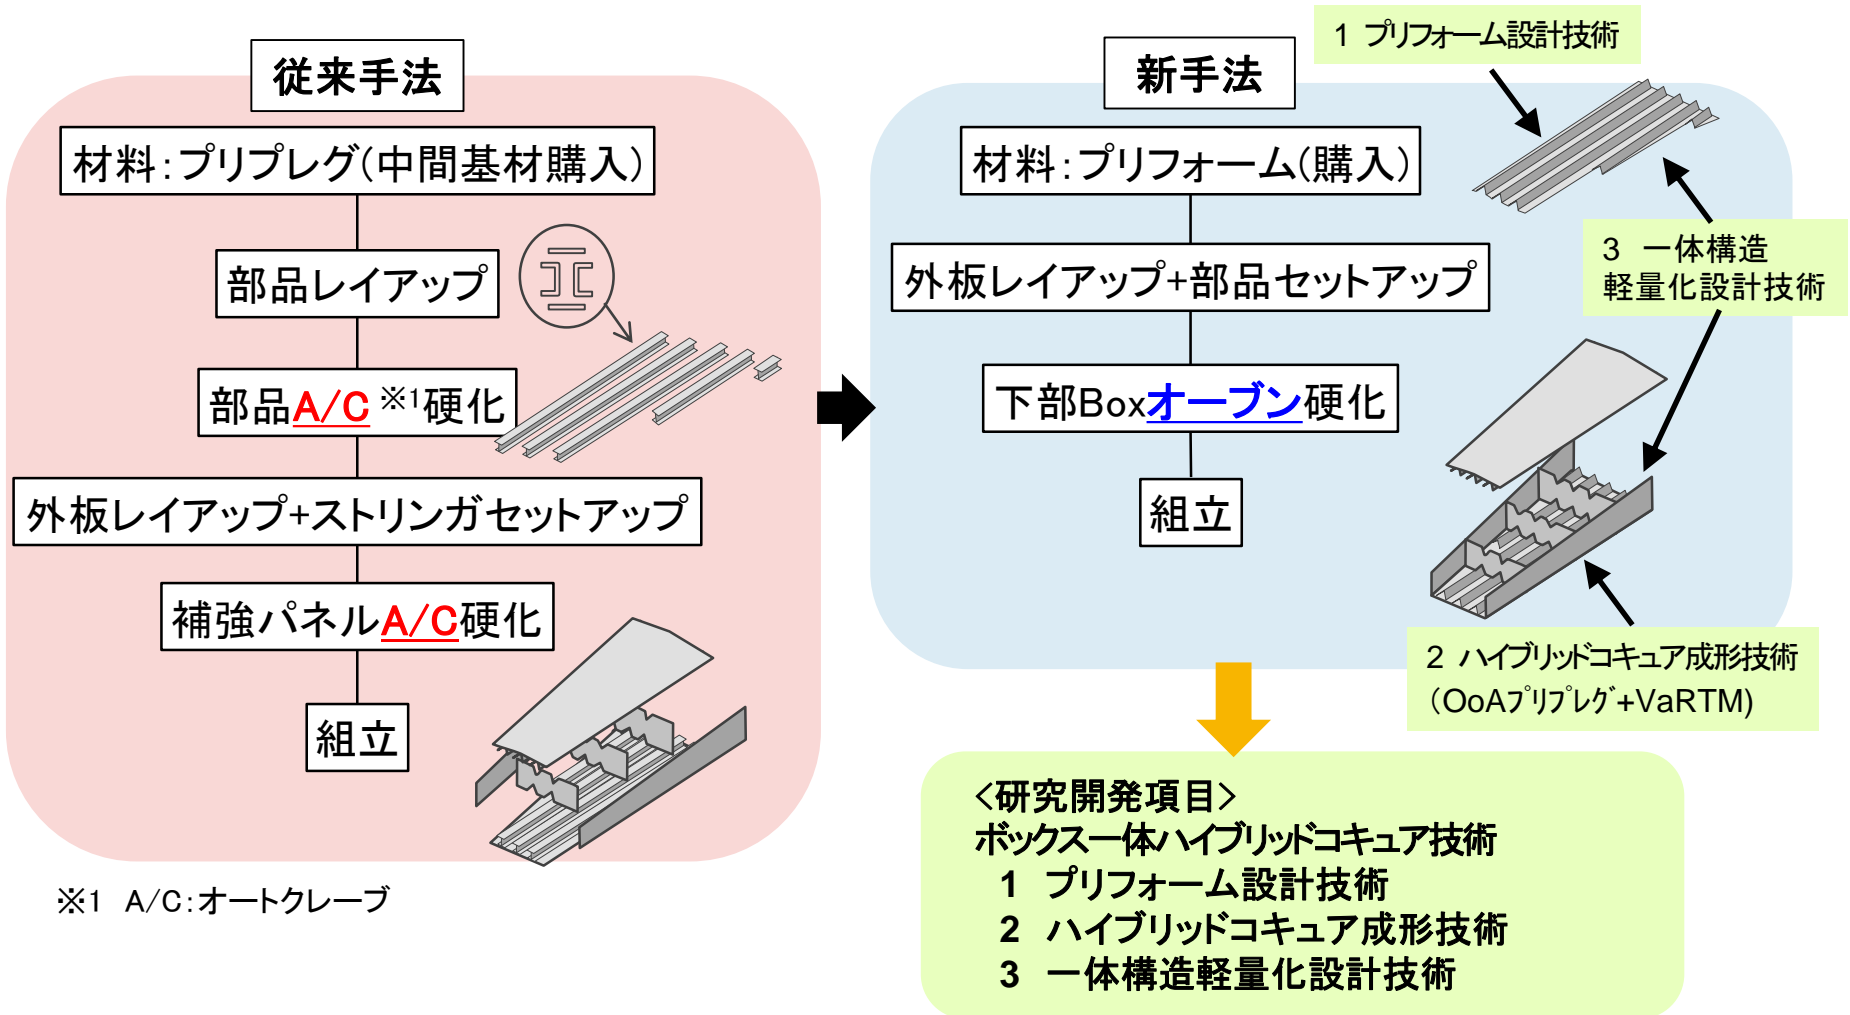 従来手法
材料：プリプレグ(中間基材購入)
部品レイアップ
部品A/C ※1硬化
外板レイアップ+ストリンガセットアップ
補強パネルA/C硬化
組立
※1 A/C：オートクレーブ
新手法
材料：プリフォーム(購入)
外板レイアップ+部品セットアップ
下部Boxオーブン硬化
組立
1 プリフォーム設計技術
3 一体構造
軽量化設計技術
2 ハイブリッドコキュア成形技術
（OoAﾌﾟﾘﾌﾟﾚｸﾞ+VaRTM)
＜研究開発項目＞
ボックス一体ハイブリッドコキュア技術
1 プリフォーム設計技術
2 ハイブリッドコキュア成形技術
3 一体構造軽量化設計技術